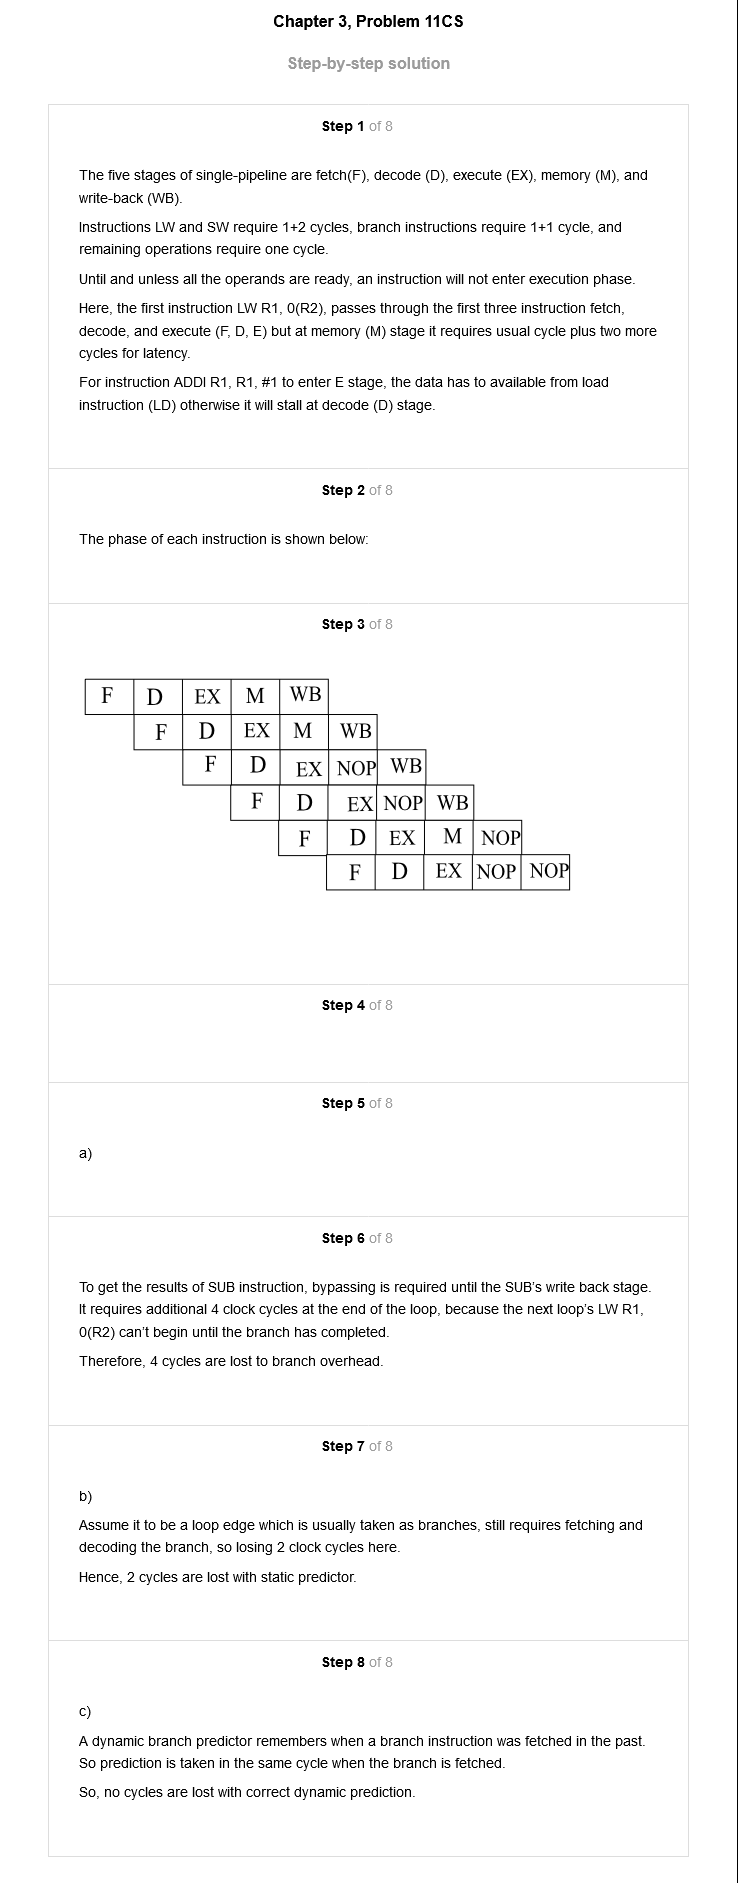 Chapter 3, Problem 11CS
Step-by-step solution
Step 1 of 8
The five stages of single-pipeline are fetch(F), decode (D), execute (EX), memory (M), and
write-back (WB).
Instructions LW and SW require 1+2 cycles, branch instructions require 1+1 cycle, and
remaining operations require one cycle.
Until and unless all the operands are ready, an instruction will not enter execution phase.
Here, the first instruction LW R1, 0(R2), passes through the first three instruction fetch,
decode, and execute (F, D, E) but at memory (M) stage it requires usual cycle plus two more
cycles for latency.
For instruction ADDI R1, R1, #1 to enter E stage, the data has to available from load
instruction (LD) otherwise it will stall at decode (D) stage.
Step 2 of 8
The phase of each instruction is shown below:
Step 3 of 8
F D EX M WB
F D EX M WB
F D EX NOP WB
F D EX NOP WB
F D EX M NOP
F D EX NOP NOP
Step 4 of 8
Step 5 of 8
a)
Step 6 of 8
To get the results of SUB instruction, bypassing is required until the SUB's write back stage.
It requires additional 4 clock cycles at the end of the loop, because the next loop's LW R1,
0(R2) can't begin until the branch has completed.
Therefore, 4 cycles are lost to branch overhead.
Step 7 of 8
b)
Assume it to be a loop edge which is usually taken as branches, still requires fetching and
decoding the branch, so losing 2 clock cycles here.
Hence, 2 cycles are lost with static predictor.
Step 8 of 8
c)
A dynamic branch predictor remembers when a branch instruction was fetched in the past.
So prediction is taken in the same cycle when the branch is fetched.
So, no cycles are lost with correct dynamic prediction.